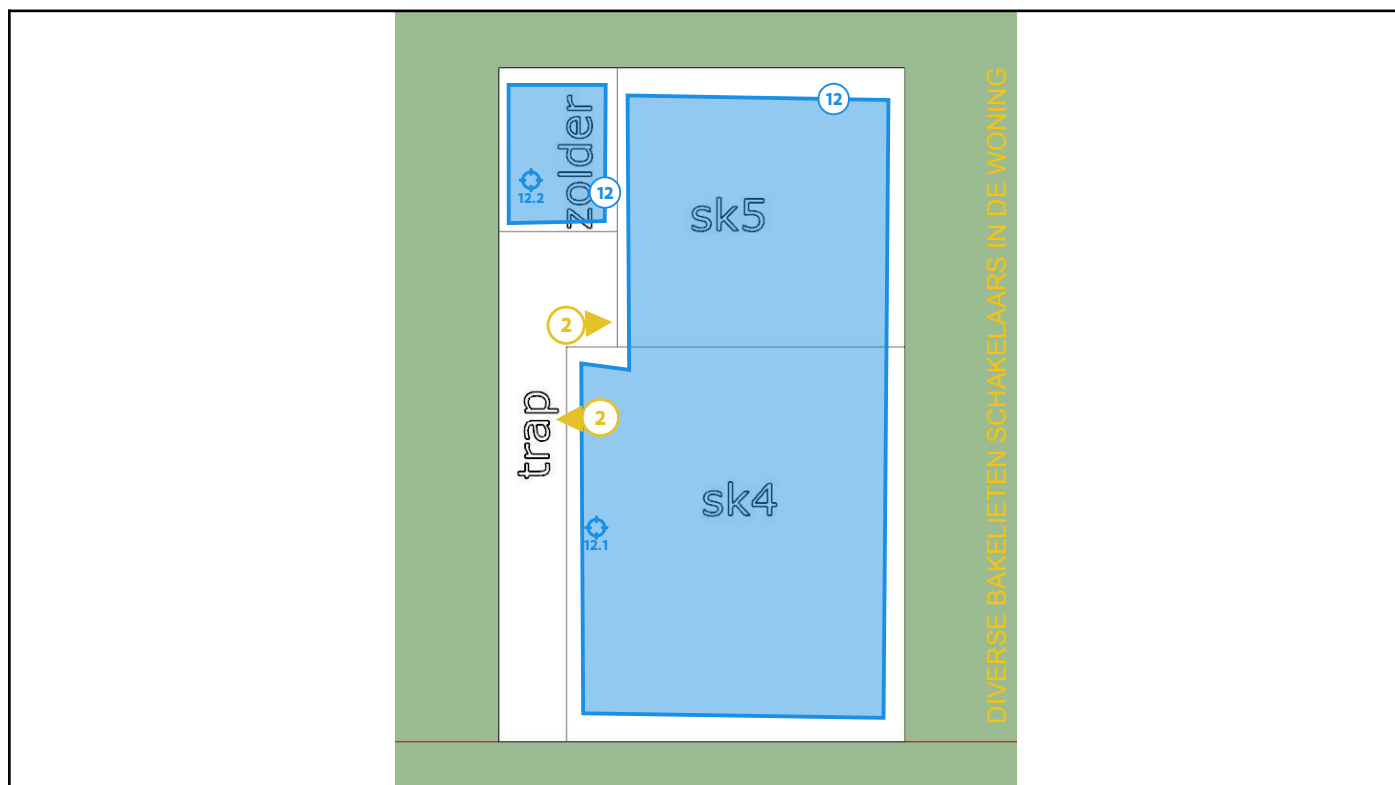 zolder
12
12.2
12
sk5
2
trap
2
sk4
12.1
DIVERSE BAKELIETEN SCHAKELAARS IN DE WONING